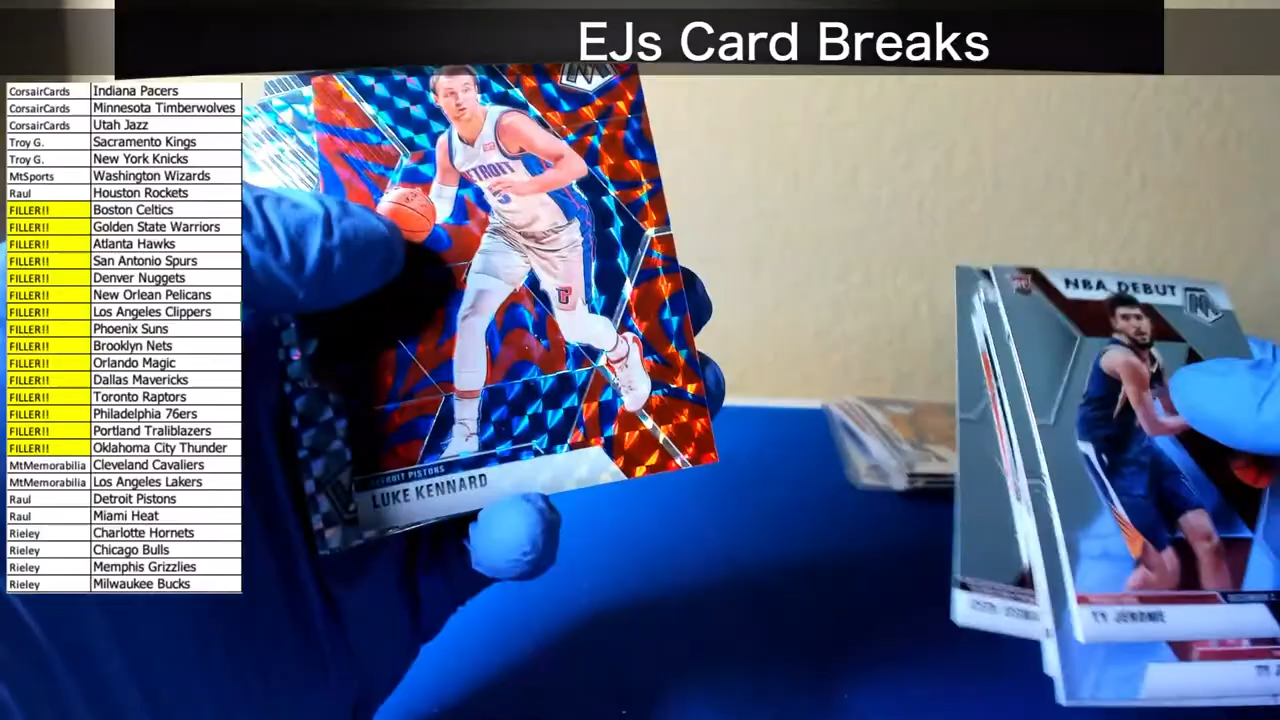 EJs Card Breaks
CorsairCards Indiana Pacers
CorsairCards Minnesota Timberwolves
CorsairCards Utah Jazz
Troy G. Sacramento Kings
Troy G. New York Knicks
MtSports Washington Wizards
Raul Houston Rockets
FILLER!! Boston Celtics
FILLER!! Golden State Warriors
FILLER!! Atlanta Hawks
FILLER!! San Antonio Spurs
FILLER!! Denver Nuggets
FILLER!! New Orlean Pelicans
FILLER!! Los Angeles Clippers
FILLER!! Phoenix Suns
FILLER!! Brooklyn Nets
FILLER!! Orlando Magic
FILLER!! Dallas Mavericks
FILLER!! Toronto Raptors
FILLER!! Philadelphia 76ers
FILLER!! Portland Traliblazers
FILLER!! Oklahoma City Thunder
MtMemorabilia Cleveland Cavaliers
MtMemorabilia Los Angeles Lakers
Raul Detroit Pistons
Raul Miami Heat
Rieley Charlotte Hornets
Rieley Chicago Bulls
Rieley Memphis Grizzlies
Rieley Milwaukee Bucks
DETROIT
5
DETROIT PISTONS
LUKE KENNARD
NBA DEBUT
TY JEROME
TY